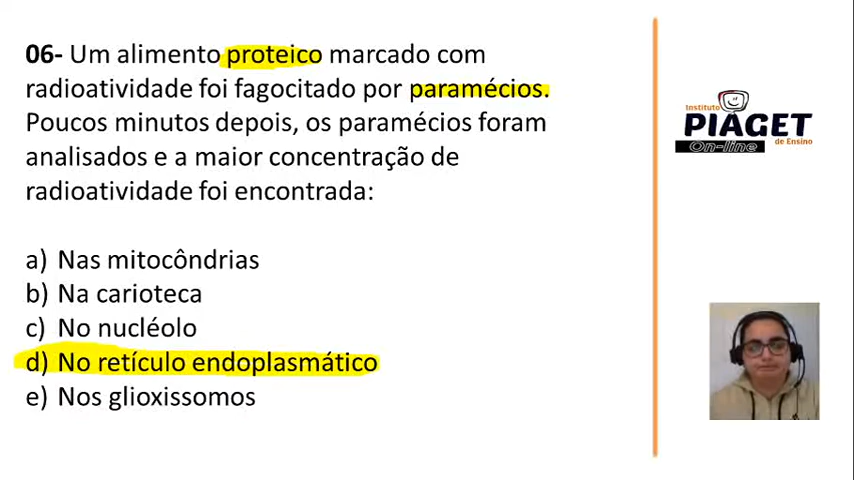 06- Um alimento proteico marcado com
radioatividade foi fagocitado por paramécios.
Poucos minutos depois, os paramécios foram
analisados e a maior concentração de
radioatividade foi encontrada:
a) Nas mitocôndrias
b) Na carioteca
c) No nucléolo
d) No retículo endoplasmático
e) Nos glioxissomos
Instituto
PIAGET
On-line de Ensino